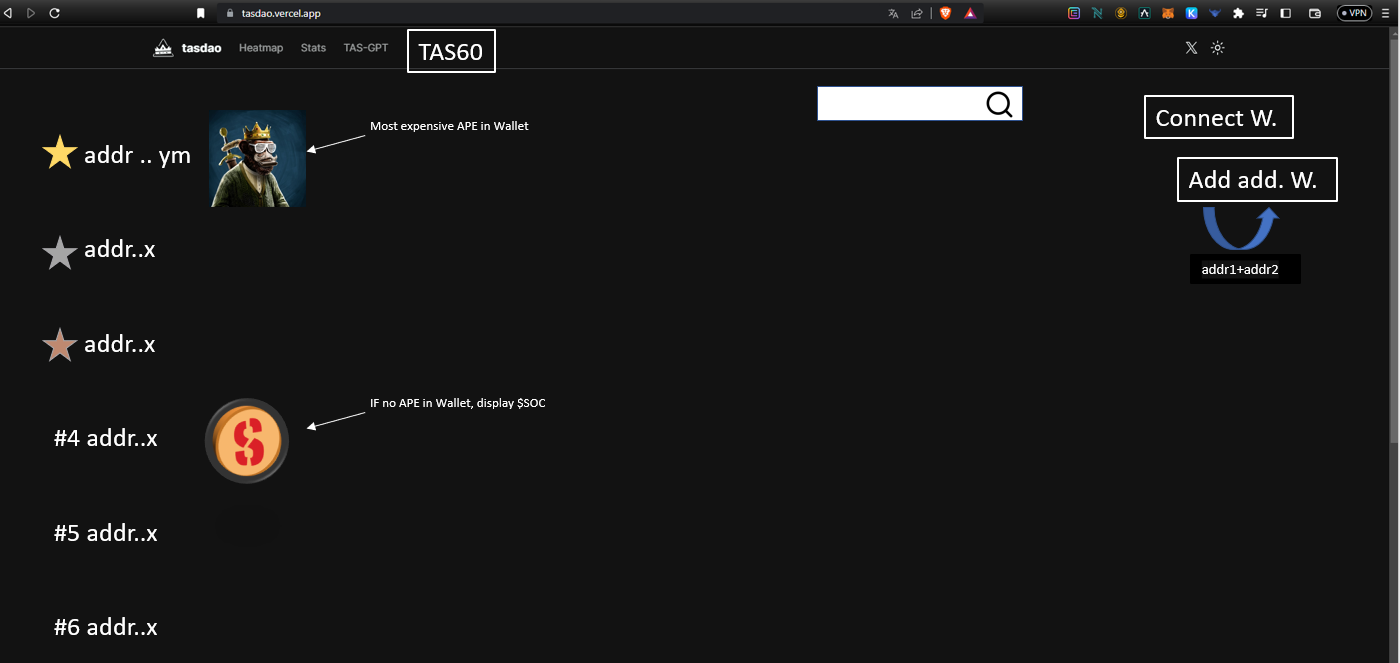 tasdao.vercel.app
VPN
tasdao Heatmap Stats TAS-GPT TAS60
Connect W.
Most expensive APE in Wallet
addr .. ym
Add add. W.
addr..x
addr1+addr2
addr..x
IF no APE in Wallet, display $SOC
#4 addr..x
#5 addr..x
#6 addr..x